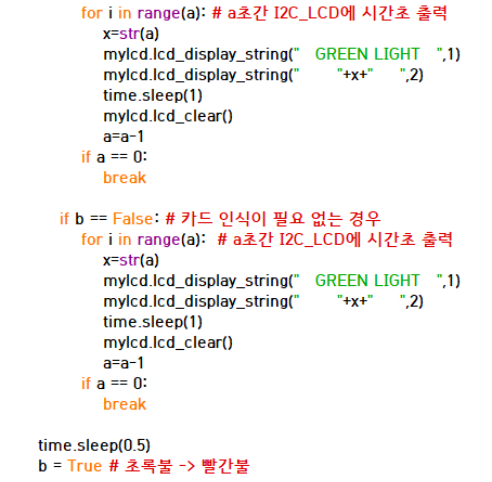 for i in range(a): # a초간 I2C_LCD에 시간초 출력
x=str(a)
mylcd.lcd_display_string("   GREEN LIGHT   ",1)
mylcd.lcd_display_string("       "+x+"     ",2)
time.sleep(1)
mylcd.lcd_clear()
a=a-1
if a == 0:
break
if b == False: # 카드 인식이 필요 없는 경우
for i in range(a):  # a초간 I2C_LCD에 시간초 출력
x=str(a)
mylcd.lcd_display_string("   GREEN LIGHT   ",1)
mylcd.lcd_display_string("       "+x+"     ",2)
time.sleep(1)
mylcd.lcd_clear()
a=a-1
if a == 0:
break
time.sleep(0.5)
b = True # 초록불 -> 빨간불